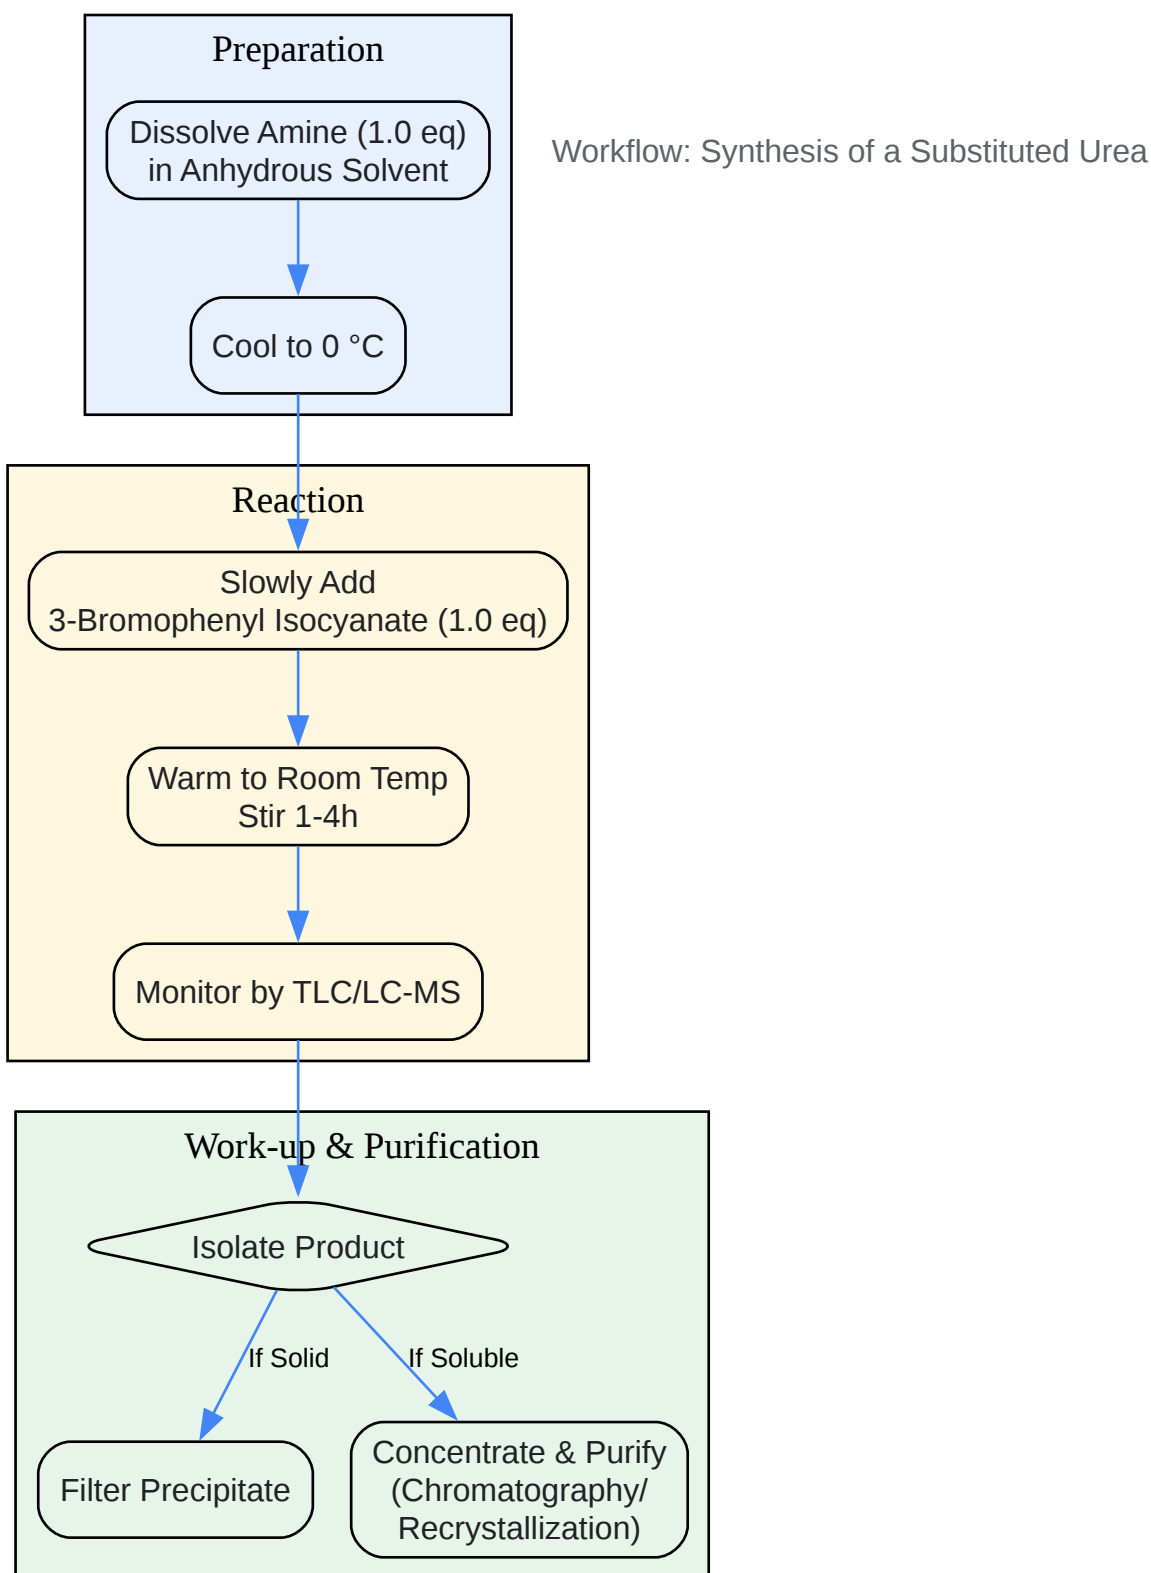 Preparation
Dissolve Amine (1.0 eq)
in Anhydrous Solvent
Workflow: Synthesis of a Substituted Urea
Cool to 0 °C
Reaction
Slowly Add
3-Bromophenyl Isocyanate (1.0 eq)
Warm to Room Temp
Stir 1-4h
Monitor by TLC/LC-MS
Work-up & Purification
Isolate Product
If Solid
If Soluble
Filter Precipitate
Concentrate & Purify
(Chromatography/
Recrystallization)